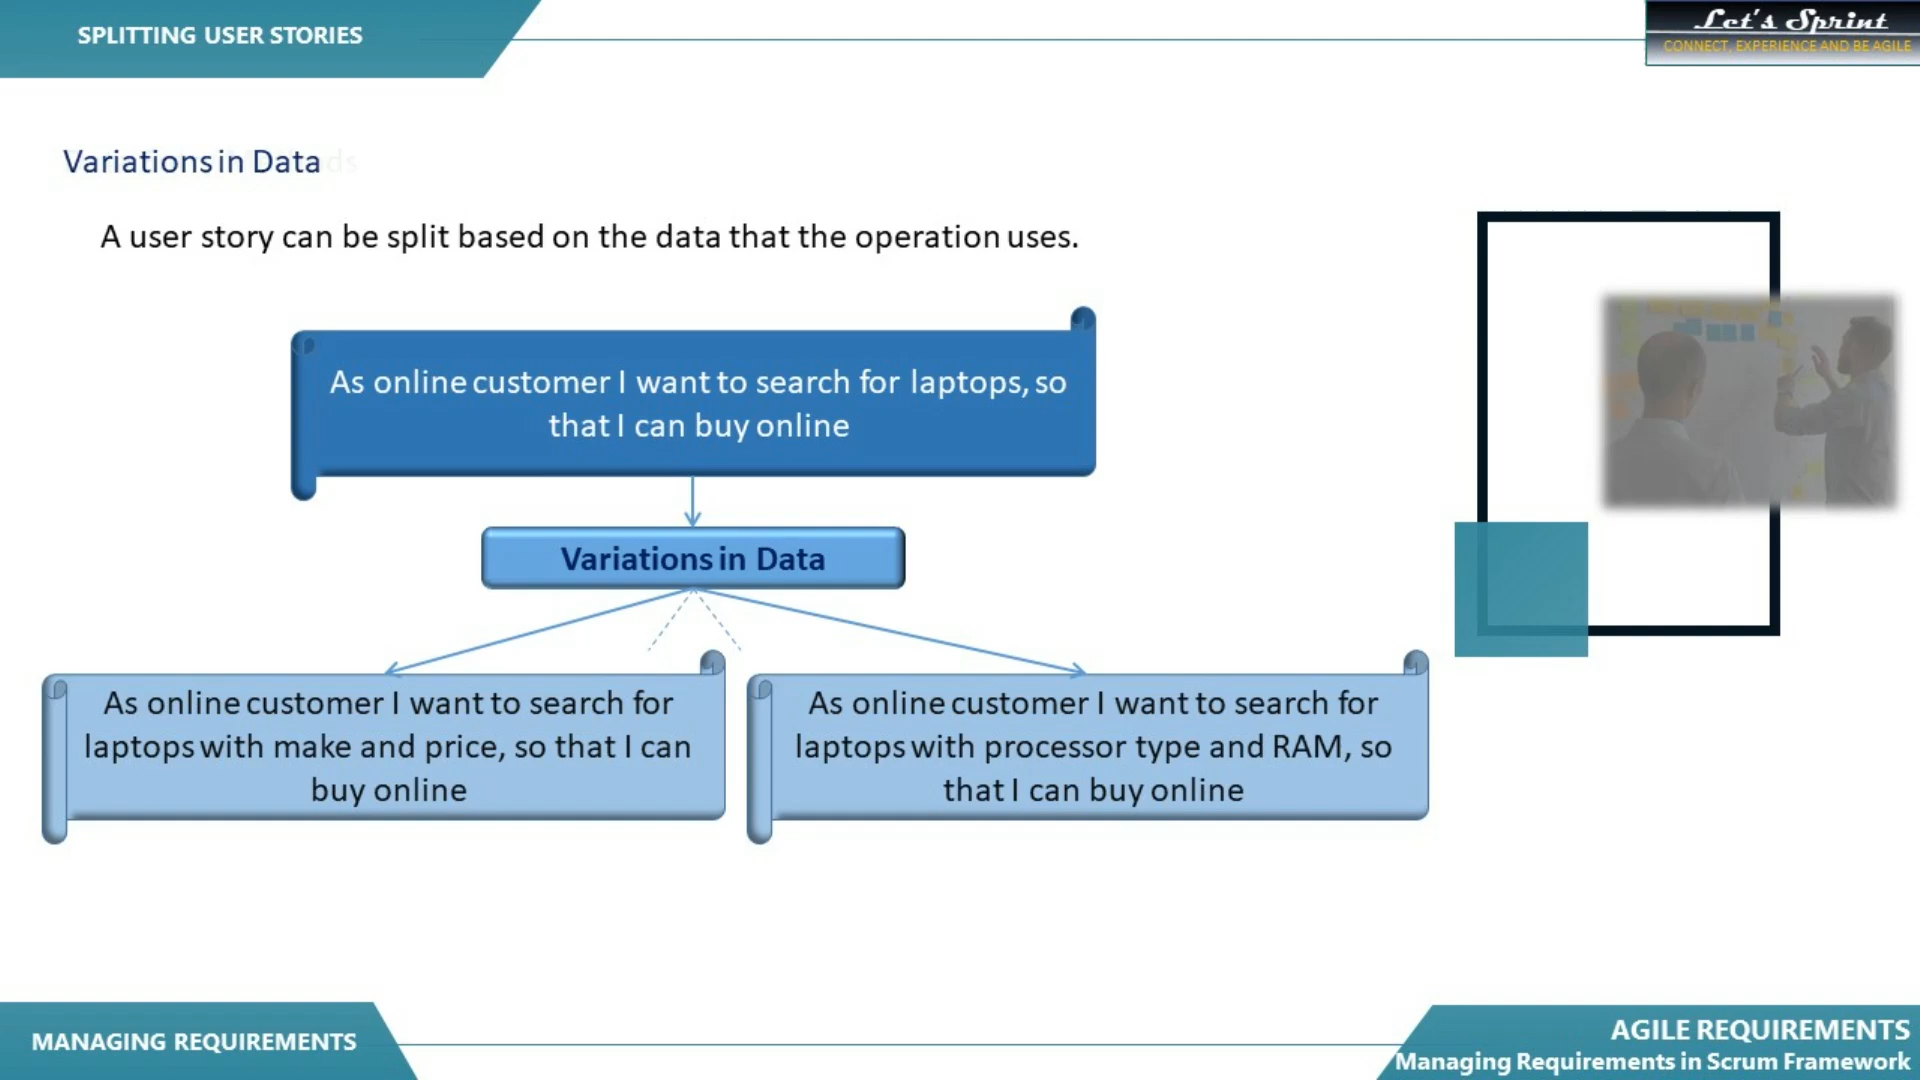 SPLITTING USER STORIES
Let's Sprint
CONNECT, EXPERIENCE AND BE AGILE
Variations in Data
A user story can be split based on the data that the operation uses.
As online customer I want to search for laptops, so
that I can buy online
Variations in Data
As online customer I want to search for
laptops with make and price, so that I can
buy online
As online customer I want to search for
laptops with processor type and RAM, so
that I can buy online
MANAGING REQUIREMENTS
AGILE REQUIREMENTS
Managing Requirements in Scrum Framework